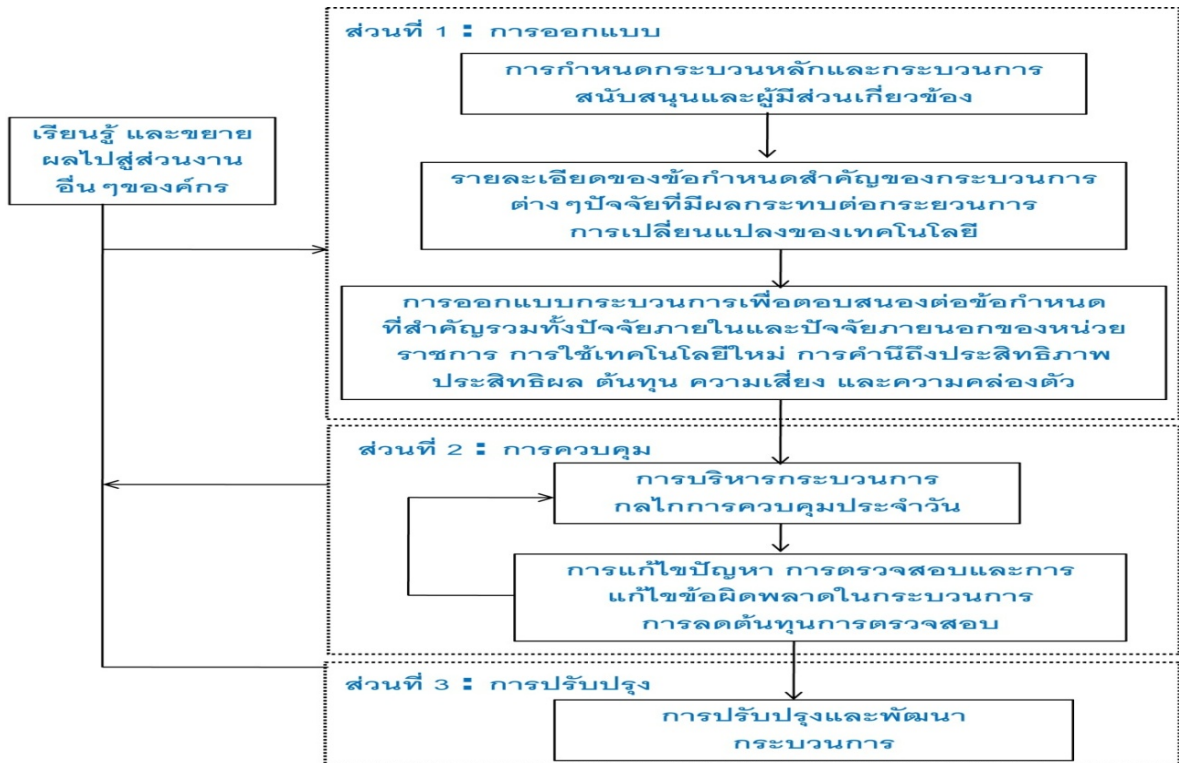 ส่วนที่ 1 : การออกแบบ
การกำหนดกระบวนหลักและกระบวนการ
สนับสนุนและผู้มีส่วนเกี่ยวข้อง
เรียนรู้ และขยาย
ผลไปสู่ส่วนงาน
อื่นๆของค์กร
รายละเอียดของข้อกำหนดสำคัญของกระบวนการ
ต่างๆปัจจัยที่มีผลกระทบต่อกระยวนการ
การเปลี่ยนแปลงของเทคโนโลยี
การออกแบบกระบวนการเพื่อตอบสนองต่อข้อกำหนด
ที่สำคัญรวมทั้งปัจจัยภายในและปัจจัยภายนอกของหน่วย
ราชการ การใช้เทคโนโลยีใหม่ การคำนึถึงประสิทธิภาพ
ประสิทธิผล ต้นทุน ความเสี่ยง และความคล่องตัว
ส่วนที่ 2 : การควบคุม
การบริหารกระบวนการ
กลไกการควบคุมประจำวัน
การแก้ไขปัญหา การตรวจสอบและการ
แก้ไขข้อผิดพลาดในกระบวนการ
การลดต้นทุนการตรวจสอบ
ส่วนที่ 3 : การปรับปรุง
การปรับปรุงและพัฒนา
กระบวนการ